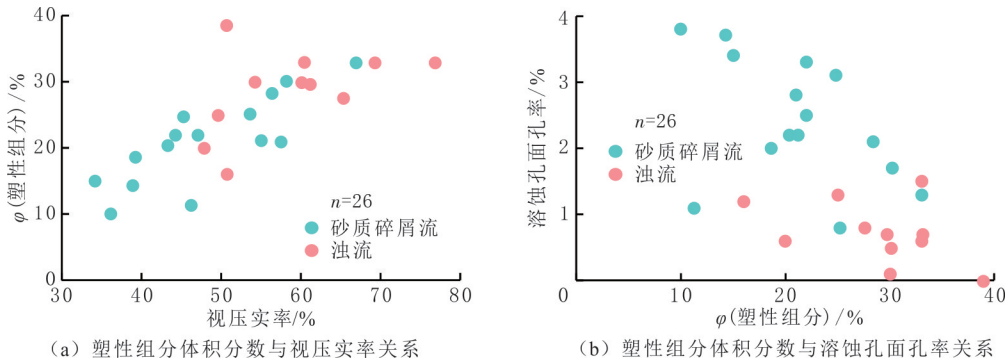 40
30
20
10
0
30
40
50
60
70
80
φ(塑性组分)/%
视压实率/%
n=26
砂质碎屑流
浊流
（a）塑性组分体积分数与视压实率关系
4
3
2
1
0
10
20
30
40
溶蚀孔面孔率/%
φ(塑性组分)/%
n=26
砂质碎屑流
浊流
（b）塑性组分体积分数与溶蚀孔面孔率关系